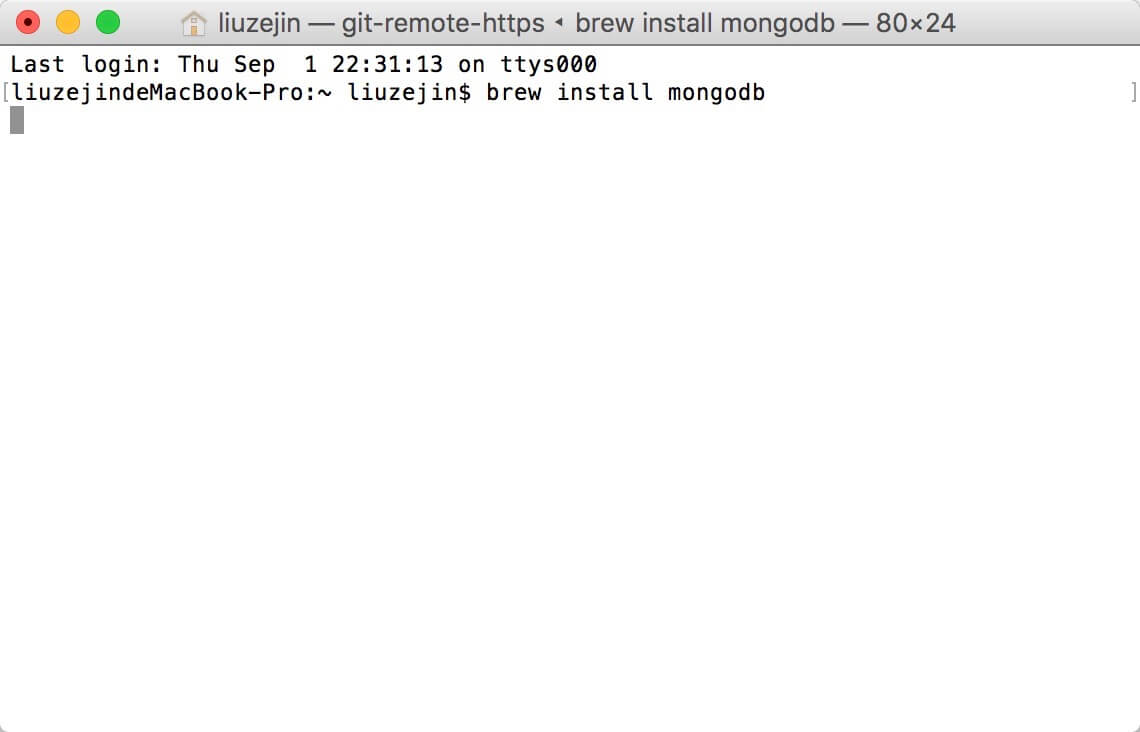 liuzejin — git-remote-https ◂ brew install mongodb — 80×24
Last login: Thu Sep  1 22:31:13 on ttys000
[liuzejindeMacBook-Pro:~ liuzejin$ brew install mongodb ]